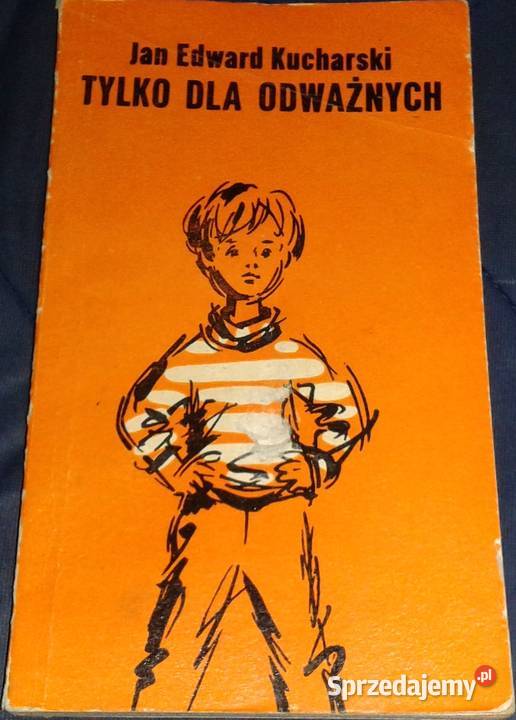 Jan Edward Kucharski
TYLKO DLA ODWAŻNYCH
Sprzedajemy.pl